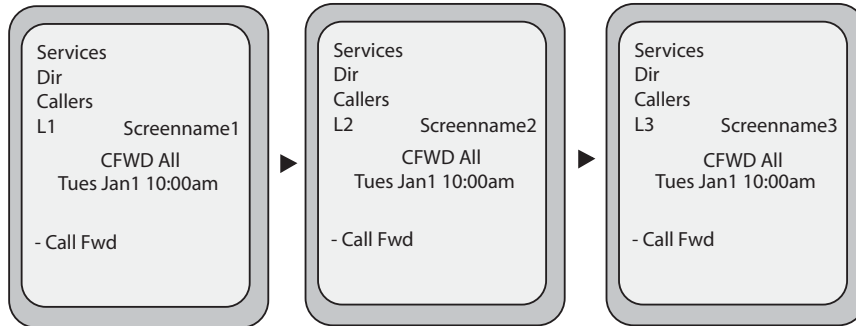 Services
Dir
Callers
L1 Screenname1
CFWD All
Tues Jan1 10:00am
- Call Fwd
Services
Dir
Callers
L2 Screenname2
CFWD All
Tues Jan1 10:00am
- Call Fwd
Services
Dir
Callers
L3 Screenname3
CFWD All
Tues Jan1 10:00am
- Call Fwd